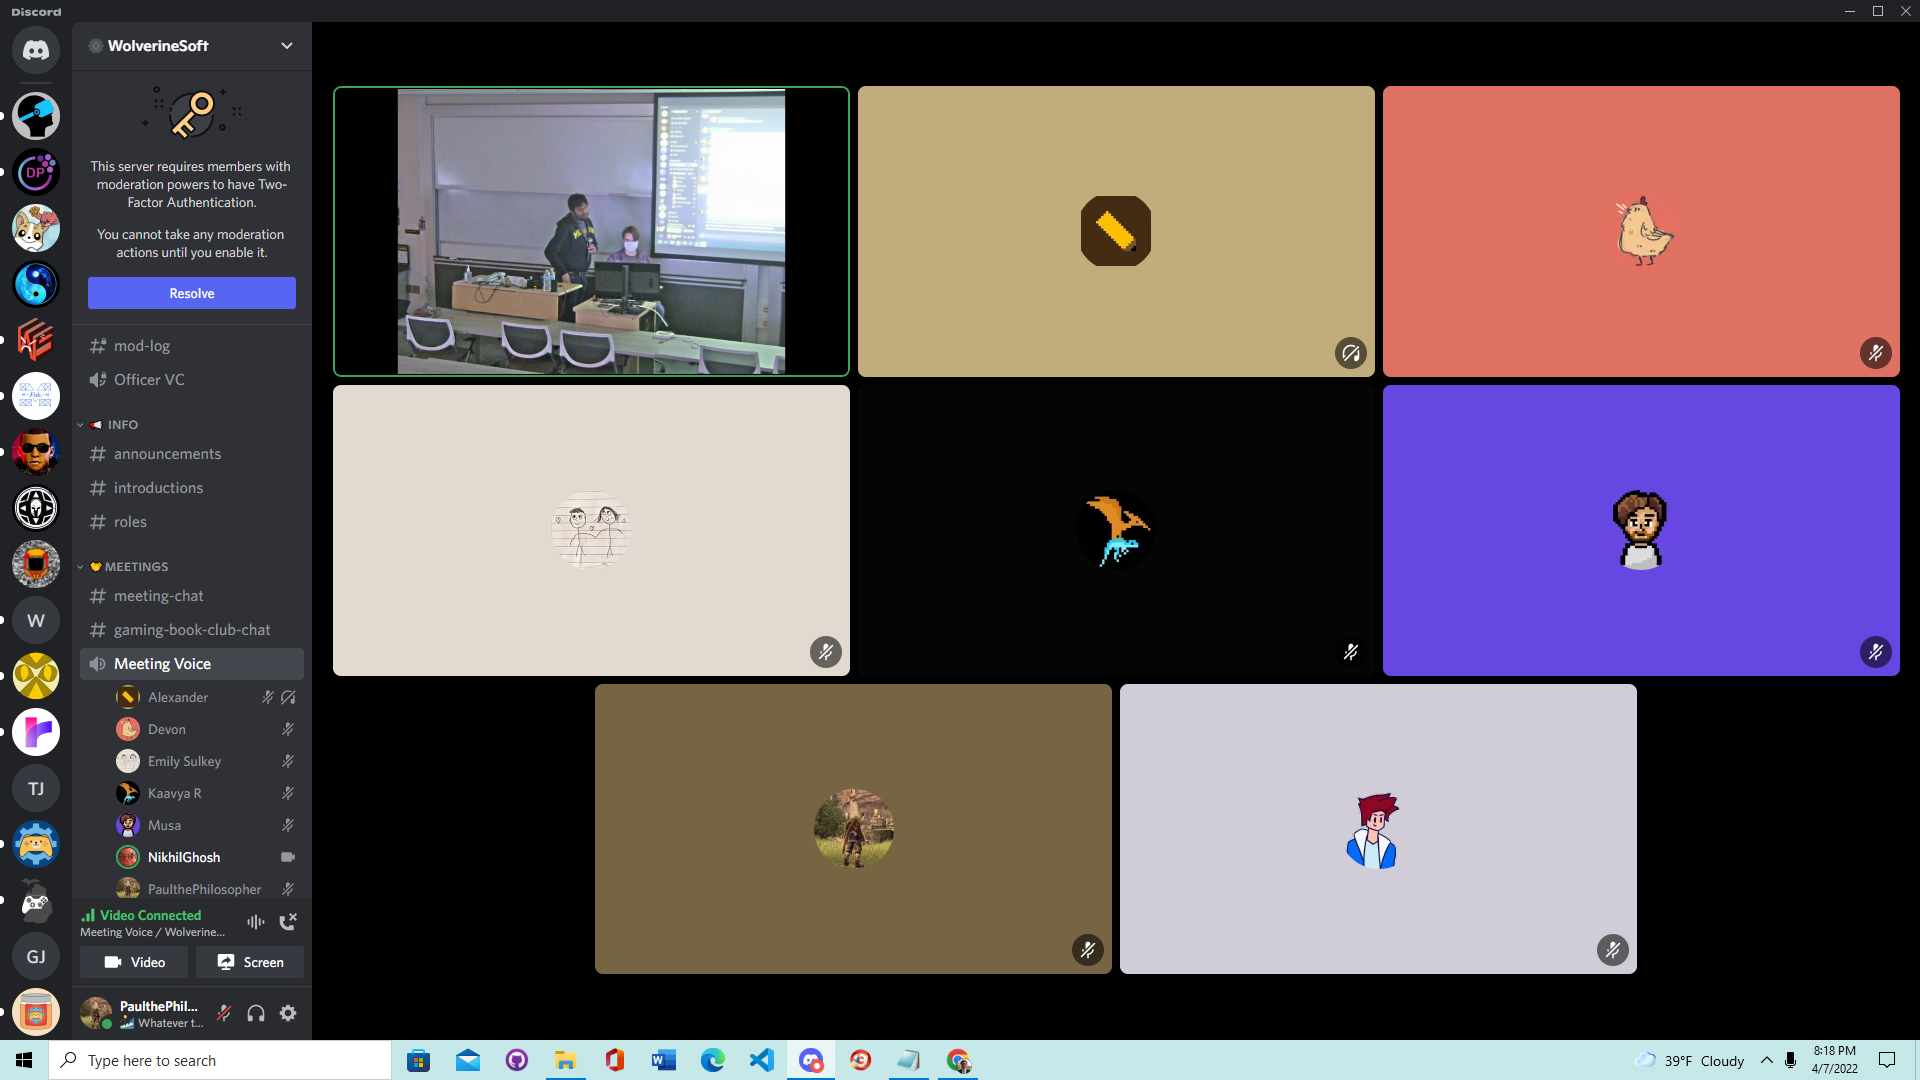 Discord
WolverineSoft
This server requires members with
moderation powers to have Two-
Factor Authentication.
You cannot take any moderation
actions until you enable it.
Resolve
mod-log
Officer VC
INFO
announcements
introductions
roles
MEETINGS
meeting-chat
gaming-book-club-chat
Meeting Voice
Alexander
Devon
Emily Sulkey
Kaavya R
Musa
NikhilGhosh
PaulthePhilosopher
Video Connected
Meeting Voice / Wolverine...
Video
Screen
PaulthePhil...
Whatever t...
DP
W
TJ
GJ
Type here to search
39°F Cloudy
8:18 PM
4/7/2022